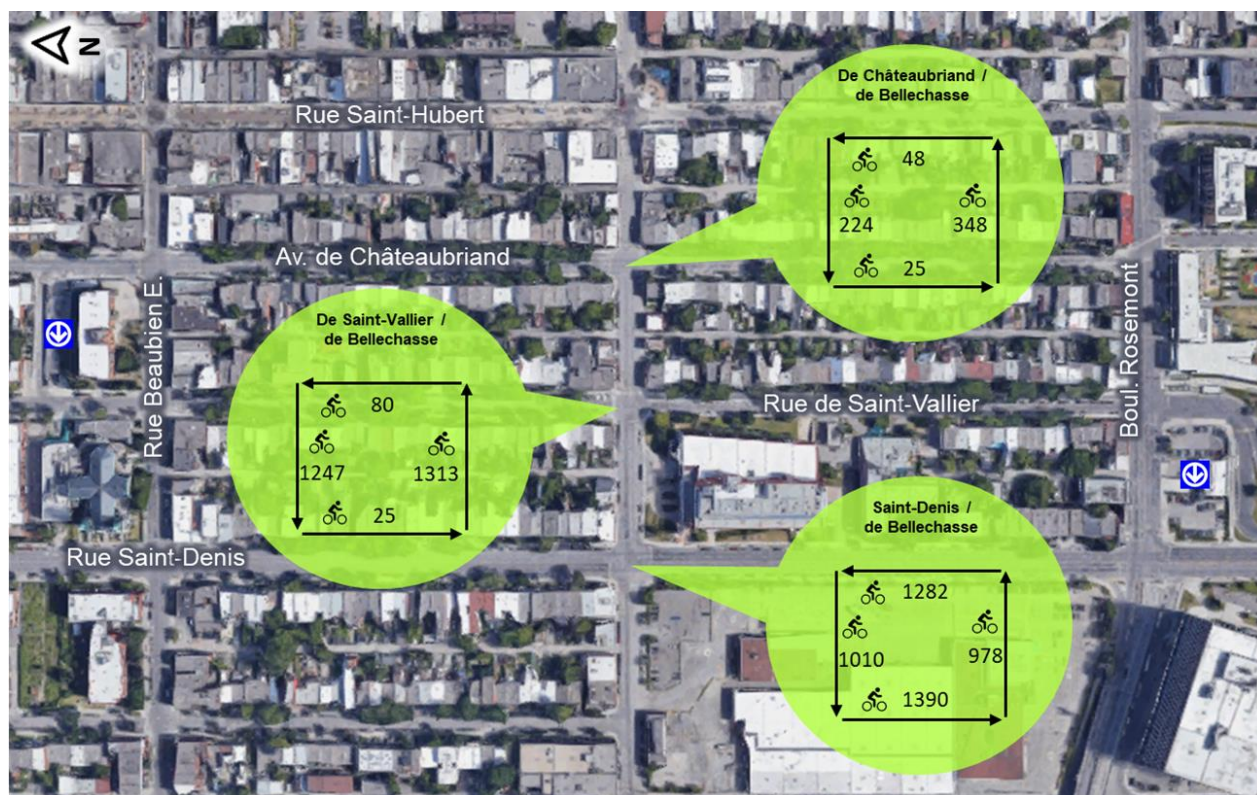 N
Rue Saint-Hubert
De Châteaubriand /
de Bellechasse
48
224
348
25
Av. de Châteaubriand
Rue Beaubien E.
Boul. Rosemont
De Saint-Vallier /
de Bellechasse
80
1247
1313
25
Rue de Saint-Vallier
Rue Saint-Denis
Saint-Denis /
de Bellechasse
1282
1010
978
1390